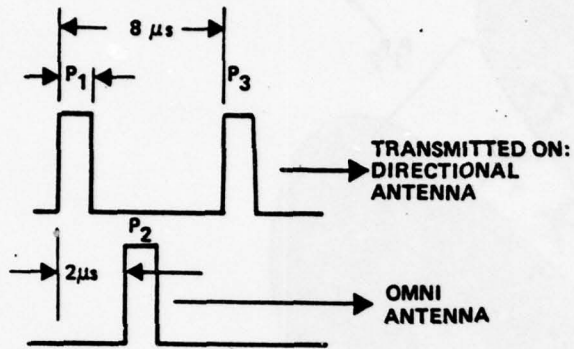 8 μs
P1
P3
TRANSMITTED ON:
DIRECTIONAL
ANTENNA
P2
2μs
OMNI
ANTENNA